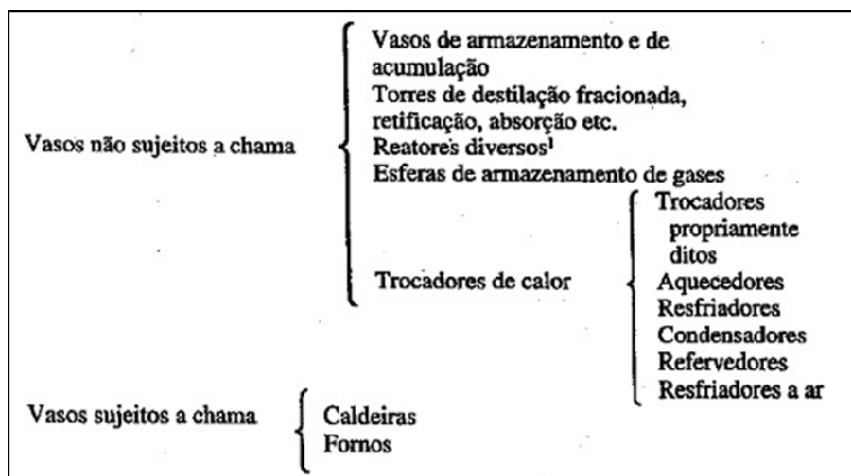 Vasos não sujeitos a chama
Vasos de armazenamento e de
acumulação
Torres de destilação fracionada,
retificação, absorção etc.
Reatores diversos¹
Esferas de armazenamento de gases
Trocadores de calor
Trocadores
propriamente
ditos
Aquecedores
Resfriadores
Condensadores
Refervedores
Resfriadores a ar
Vasos sujeitos a chama
Caldeiras
Fornos